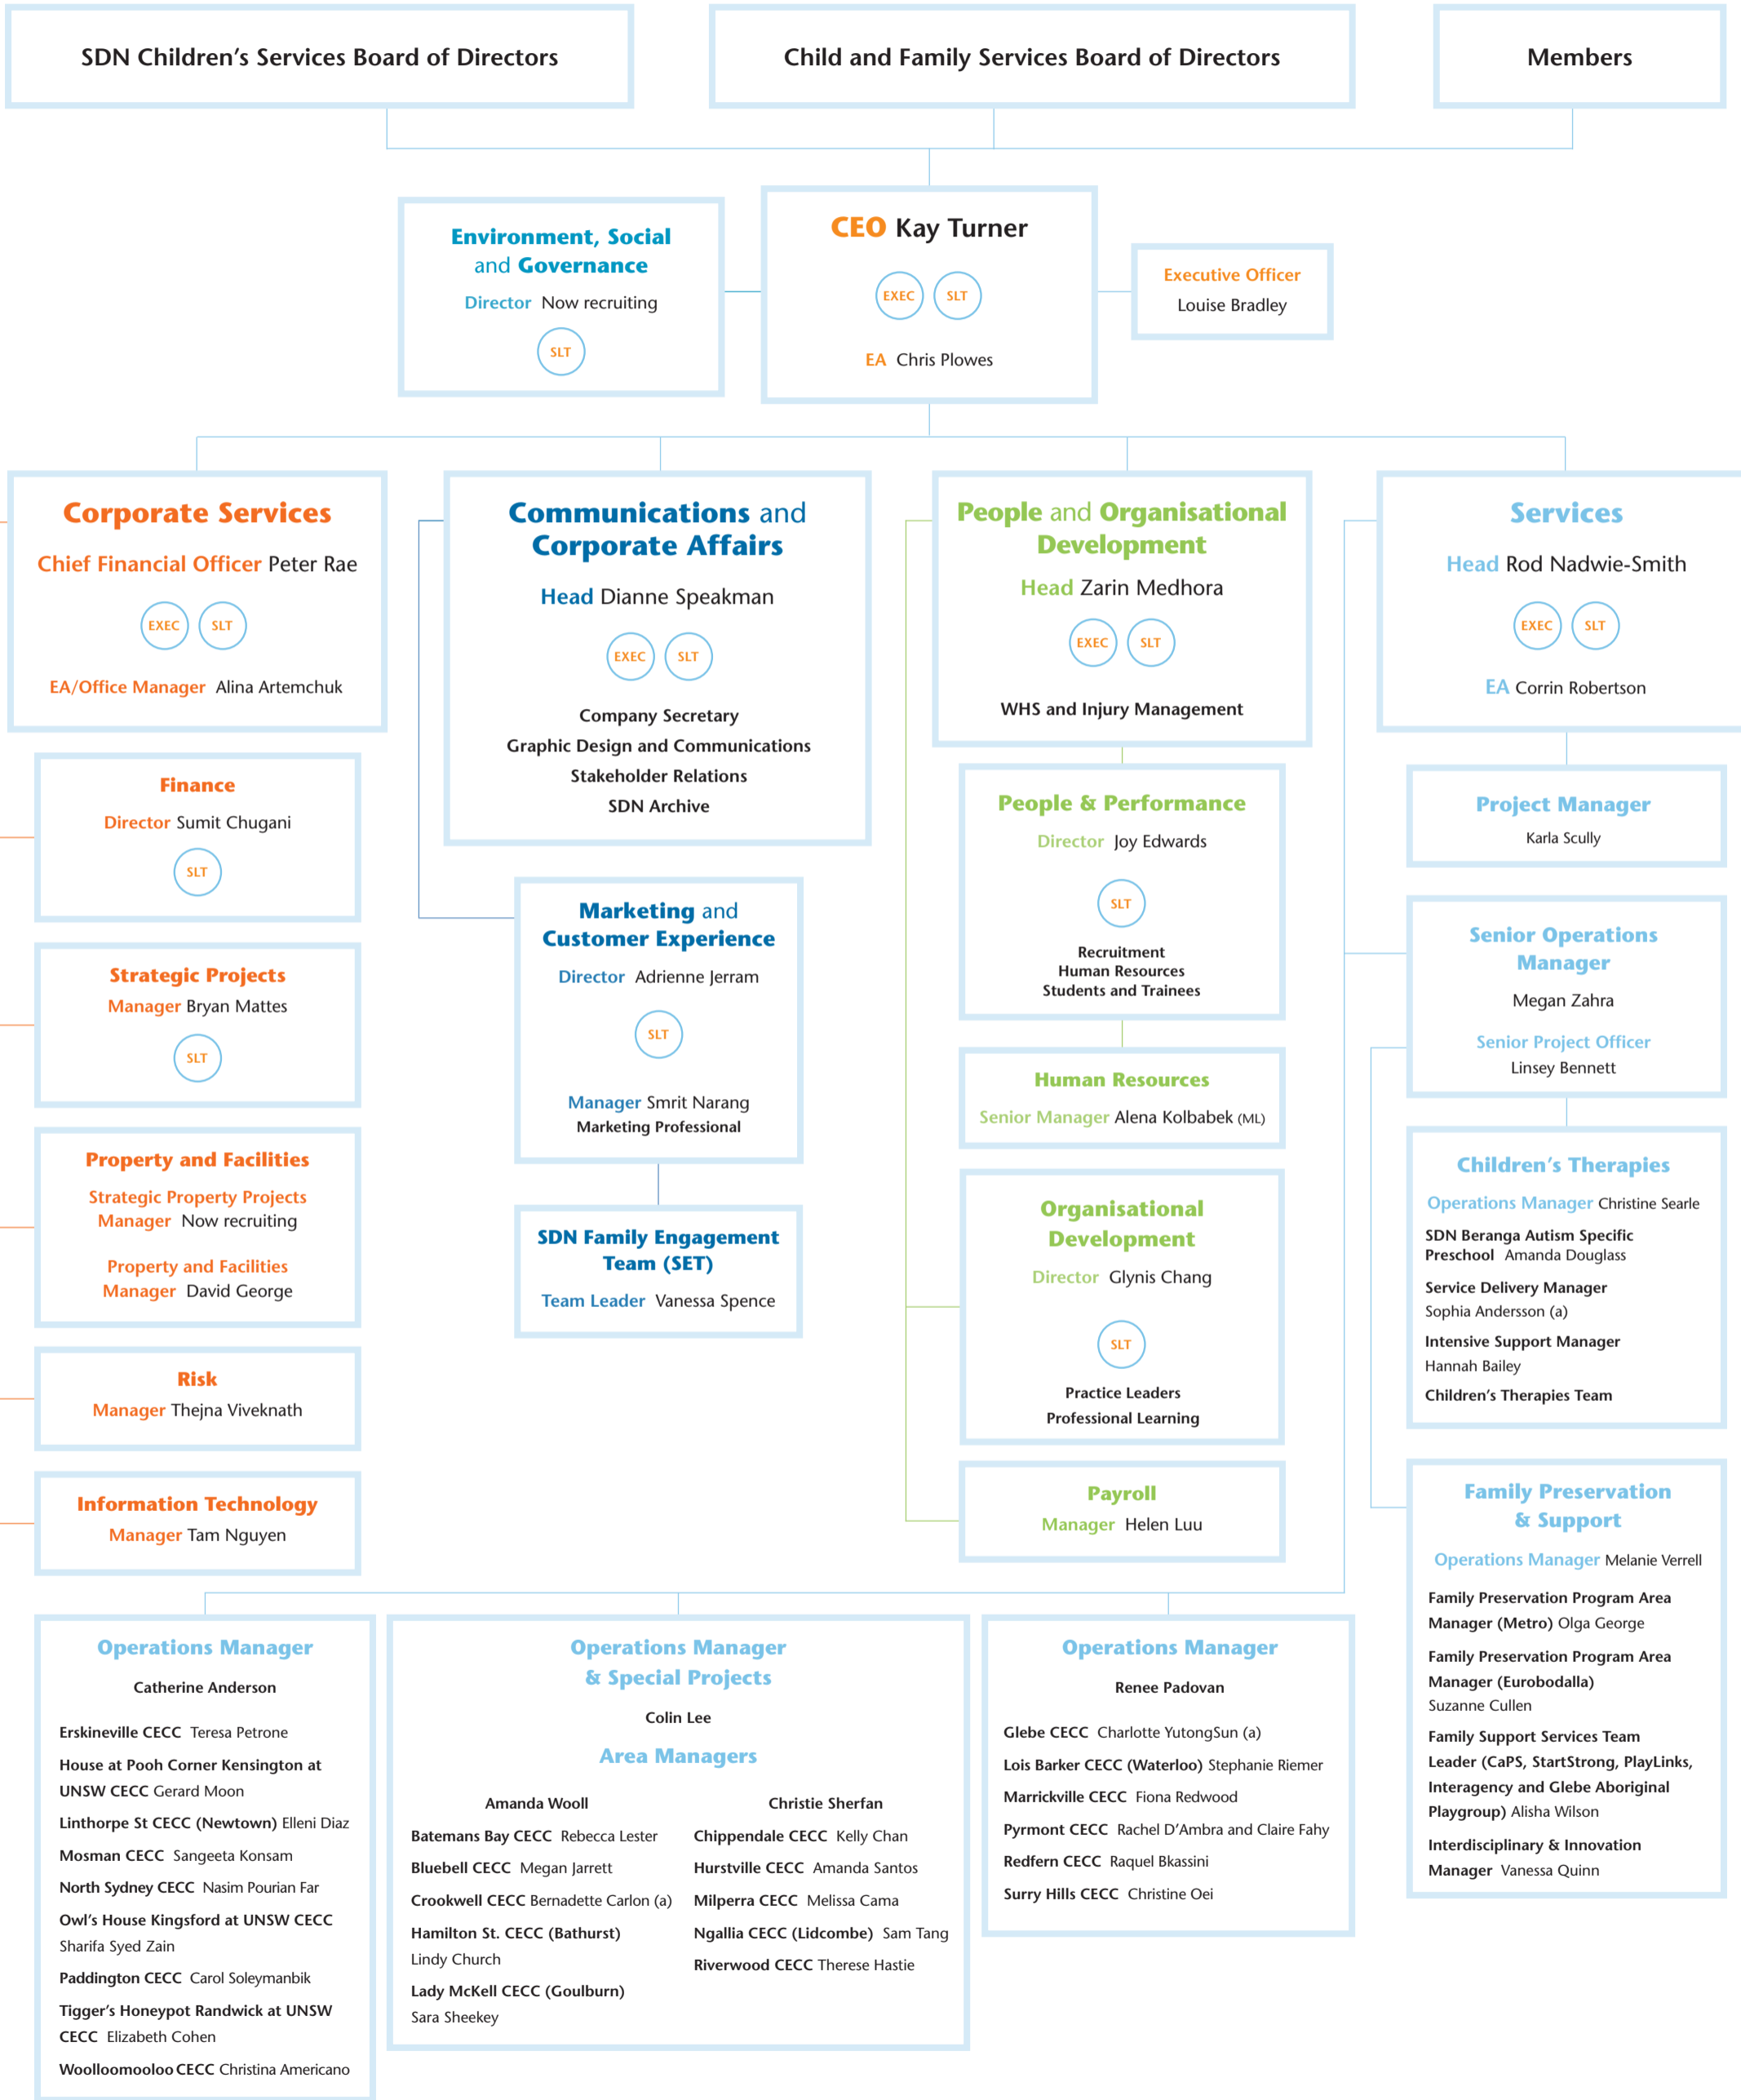 SDN Children's Services Board of Directors
Child and Family Services Board of Directors
Members
Environment, Social
and Governance
Director Now recruiting
SLT
CEO Kay Turner
EXEC SLT
EA Chris Plowes
Executive Officer
Louise Bradley
Corporate Services
Chief Financial Officer Peter Rae
EXEC SLT
EA/Office Manager Alina Artemchuk
Finance
Director Sumit Chugani
SLT
Strategic Projects
Manager Bryan Mattes
SLT
Property and Facilities
Strategic Property Projects
Manager Now recruiting
Property and Facilities
Manager David George
Risk
Manager Thejna Viveknath
Information Technology
Manager Tam Nguyen
Communications and
Corporate Affairs
Head Dianne Speakman
EXEC SLT
Company Secretary
Graphic Design and Communications
Stakeholder Relations
SDN Archive
Marketing and
Customer Experience
Director Adrienne Jerram
SLT
Manager Smrit Narang
Marketing Professional
SDN Family Engagement
Team (SET)
Team Leader Vanessa Spence
People and Organisational
Development
Head Zarin Medhora
EXEC SLT
WHS and Injury Management
People & Performance
Director Joy Edwards
SLT
Recruitment
Human Resources
Students and Trainees
Human Resources
Senior Manager Alena Kolbabek (ML)
Organisational
Development
Director Glynis Chang
SLT
Practice Leaders
Professional Learning
Payroll
Manager Helen Luu
Services
Head Rod Nadwie-Smith
EXEC SLT
EA Corrin Robertson
Project Manager
Karla Scully
Senior Operations
Manager
Megan Zahra
Senior Project Officer
Linsey Bennett
Children's Therapies
Operations Manager Christine Searle
SDN Beranga Autism Specific
Preschool Amanda Douglass
Service Delivery Manager
Sophia Andersson (a)
Intensive Support Manager
Hannah Bailey
Children's Therapies Team
Family Preservation
& Support
Operations Manager Melanie Verrell
Family Preservation Program Area
Manager (Metro) Olga George
Family Preservation Program Area
Manager (Eurobodalla)
Suzanne Cullen
Family Support Services Team
Leader (CaPS, StartStrong, PlayLinks,
Interagency and Glebe Aboriginal
Playgroup) Alisha Wilson
Interdisciplinary & Innovation
Manager Vanessa Quinn
Operations Manager
Catherine Anderson
Erskineville CECC Teresa Petrone
House at Pooh Corner Kensington at
UNSW CECC Gerard Moon
Linthorpe St CECC (Newtown) Elleni Diaz
Mosman CECC Sangeeta Konsam
North Sydney CECC Nasim Pourian Far
Owl's House Kingsford at UNSW CECC
Sharifa Syed Zain
Paddington CECC Carol Soleymanbik
Tigger's Honeypot Randwick at UNSW
CECC Elizabeth Cohen
Woolloomooloo CECC Christina Americano
Operations Manager
& Special Projects
Colin Lee
Area Managers
Amanda Wooll
Batemans Bay CECC Rebecca Lester
Bluebell CECC Megan Jarrett
Crookwell CECC Bernadette Carlon (a)
Hamilton St. CECC (Bathurst)
Lindy Church
Lady McKell CECC (Goulburn)
Sara Sheekey
Christie Sherfan
Chippendale CECC Kelly Chan
Hurstville CECC Amanda Santos
Milperra CECC Melissa Cama
Ngallia CECC (Lidcombe) Sam Tang
Riverwood CECC Therese Hastie
Operations Manager
Renee Padovan
Glebe CECC Charlotte YutongSun (a)
Lois Barker CECC (Waterloo) Stephanie Riemer
Marrickville CECC Fiona Redwood
Pyrmont CECC Rachel D'Ambra and Claire Fahy
Redfern CECC Raquel Bkassini
Surry Hills CECC Christine Oei